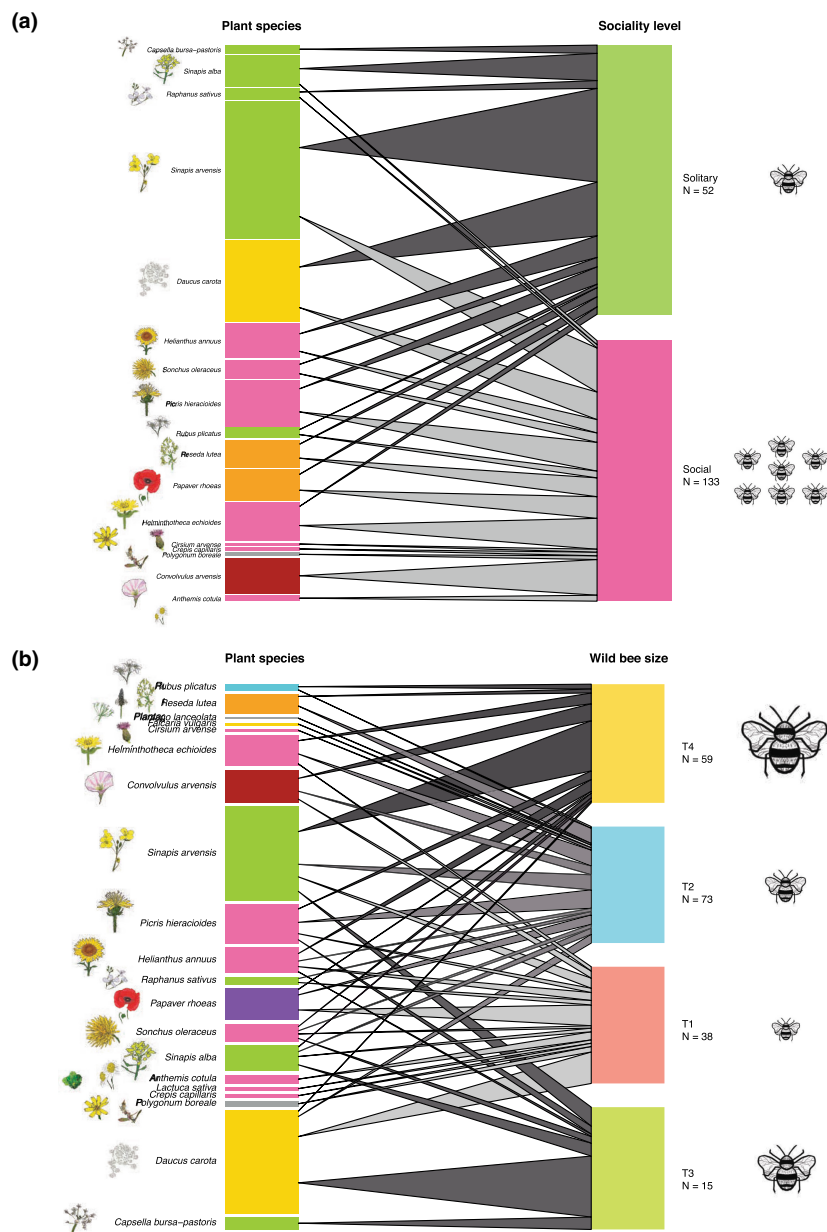 (a)
Plant species
Sociality level
Capsella bursa−pastoris
Sinapis alba
Raphanus sativus
Sinapis arvensis
Solitary
N = 52
Daucus carota
Helianthus annuus
Sonchus oleraceus
Picris hieracioides
Rubus plicatus
Reseda lutea
Social
N = 133
Papaver rhoeas
Helminthotheca echioides
Cirsium arvense
Crepis capillaris
Polygonum boreale
Convolvulus arvensis
Anthemis cotula
(b)
Plant species
Wild bee size
Rubus plicatus
Reseda lutea
Plantago lanceolata
Falcaria vulgaris
Cirsium arvense
Helminthotheca echioides
T4
N = 59
Convolvulus arvensis
Sinapis arvensis
T2
N = 73
Picris hieracioides
Helianthus annuus
Raphanus sativus
Papaver rhoeas
Sonchus oleraceus
T1
N = 38
Sinapis alba
Anthemis cotula
Lactuca sativa
Crepis capillaris
Polygonum boreale
Daucus carota
T3
N = 15
Capsella bursa−pastoris